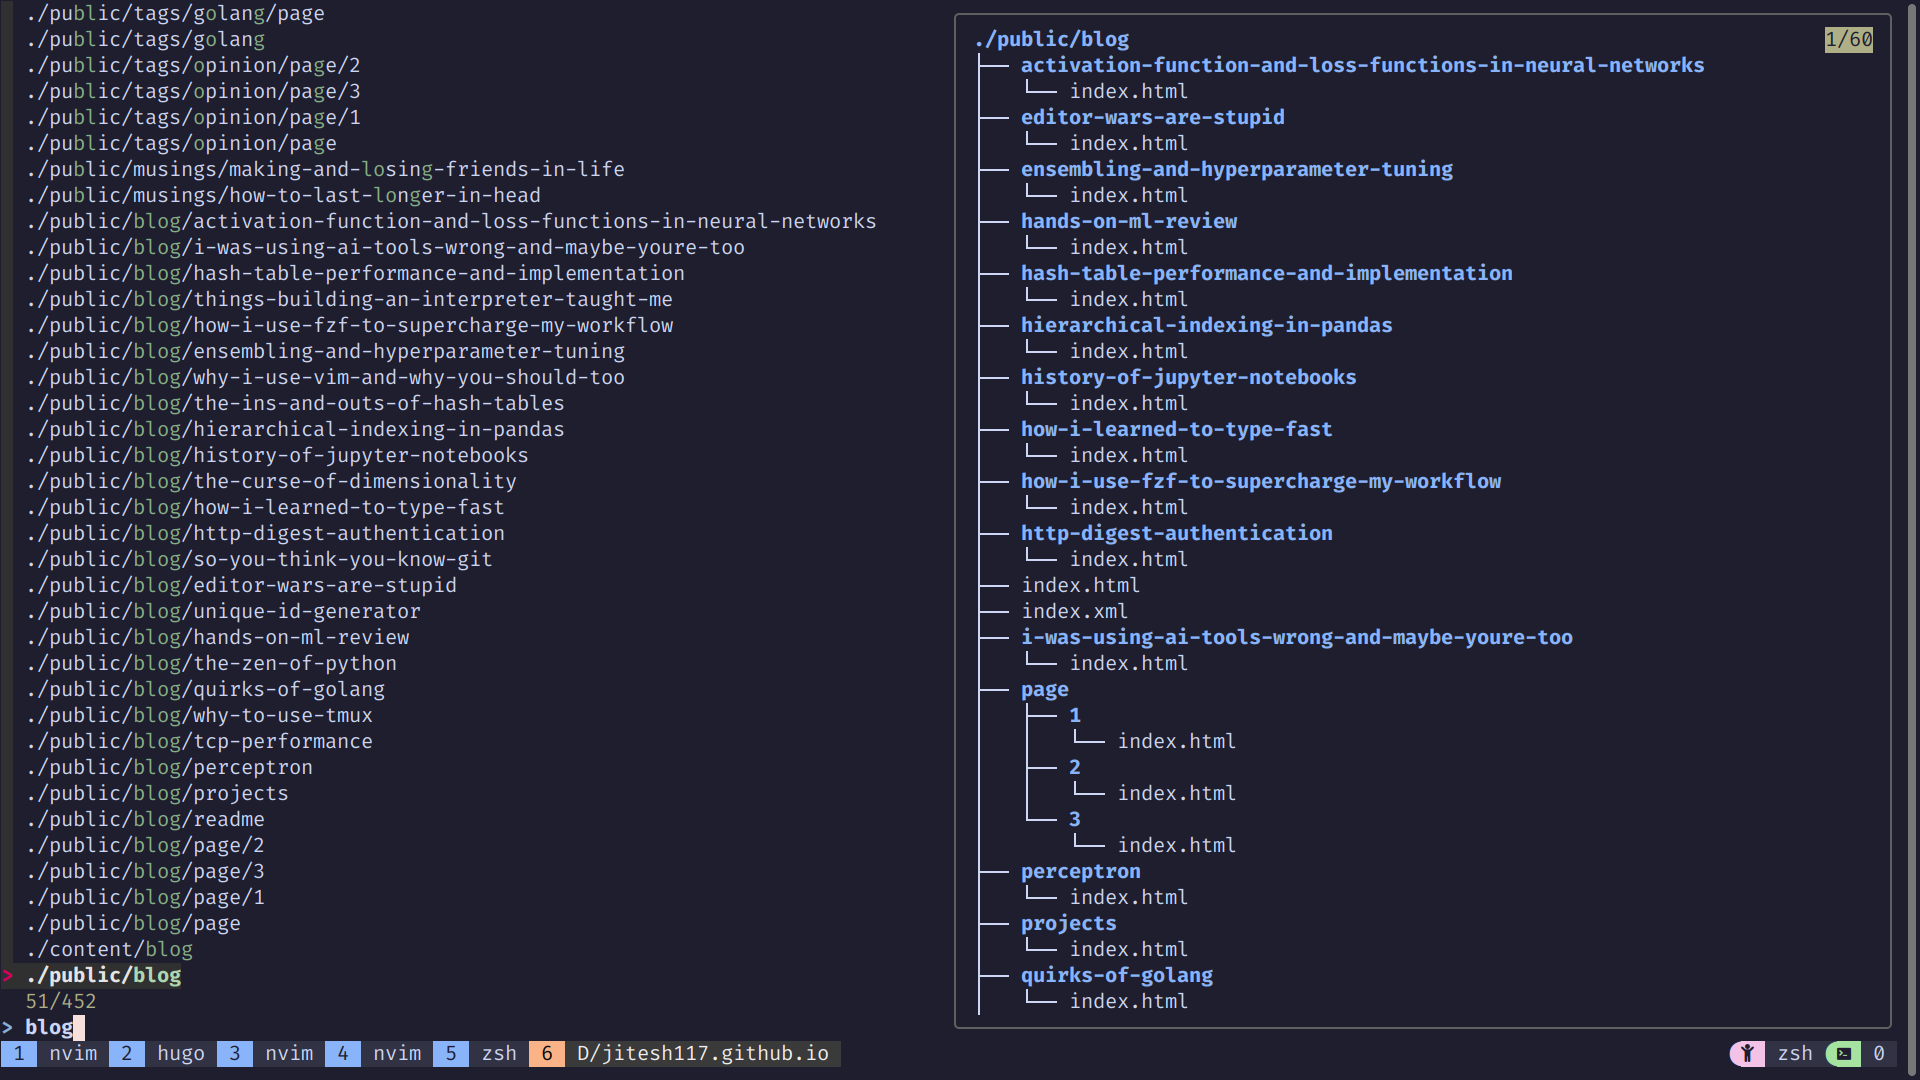 ./public/tags/golang/page
./public/tags/golang
./public/tags/opinion/page/2
./public/tags/opinion/page/3
./public/tags/opinion/page/1
./public/tags/opinion/page
./public/musings/making-and-losing-friends-in-life
./public/musings/how-to-last-longer-in-head
./public/blog/activation-function-and-loss-functions-in-neural-networks
./public/blog/i-was-using-ai-tools-wrong-and-maybe-youre-too
./public/blog/hash-table-performance-and-implementation
./public/blog/things-building-an-interpreter-taught-me
./public/blog/how-i-use-fzf-to-supercharge-my-workflow
./public/blog/ensembling-and-hyperparameter-tuning
./public/blog/why-i-use-vim-and-why-you-should-too
./public/blog/the-ins-and-outs-of-hash-tables
./public/blog/hierarchical-indexing-in-pandas
./public/blog/history-of-jupyter-notebooks
./public/blog/the-curse-of-dimensionality
./public/blog/how-i-learned-to-type-fast
./public/blog/http-digest-authentication
./public/blog/so-you-think-you-know-git
./public/blog/editor-wars-are-stupid
./public/blog/unique-id-generator
./public/blog/hands-on-ml-review
./public/blog/the-zen-of-python
./public/blog/quirks-of-golang
./public/blog/why-to-use-tmux
./public/blog/tcp-performance
./public/blog/perceptron
./public/blog/projects
./public/blog/readme
./public/blog/page/2
./public/blog/page/3
./public/blog/page/1
./public/blog/page
./content/blog
> ./public/blog
51/452
> blog
./public/blog 1/60
├── activation-function-and-loss-functions-in-neural-networks
│   └── index.html
├── editor-wars-are-stupid
│   └── index.html
├── ensembling-and-hyperparameter-tuning
│   └── index.html
├── hands-on-ml-review
│   └── index.html
├── hash-table-performance-and-implementation
│   └── index.html
├── hierarchical-indexing-in-pandas
│   └── index.html
├── history-of-jupyter-notebooks
│   └── index.html
├── how-i-learned-to-type-fast
│   └── index.html
├── how-i-use-fzf-to-supercharge-my-workflow
│   └── index.html
├── http-digest-authentication
│   └── index.html
├── index.html
├── index.xml
├── i-was-using-ai-tools-wrong-and-maybe-youre-too
│   └── index.html
├── page
│   ├── 1
│   │   └── index.html
│   ├── 2
│   │   └── index.html
│   └── 3
│       └── index.html
├── perceptron
│   └── index.html
├── projects
│   └── index.html
├── quirks-of-golang
│   └── index.html
1 nvim 2 hugo 3 nvim 4 nvim 5 zsh 6 D/jitesh117.github.io zsh 0